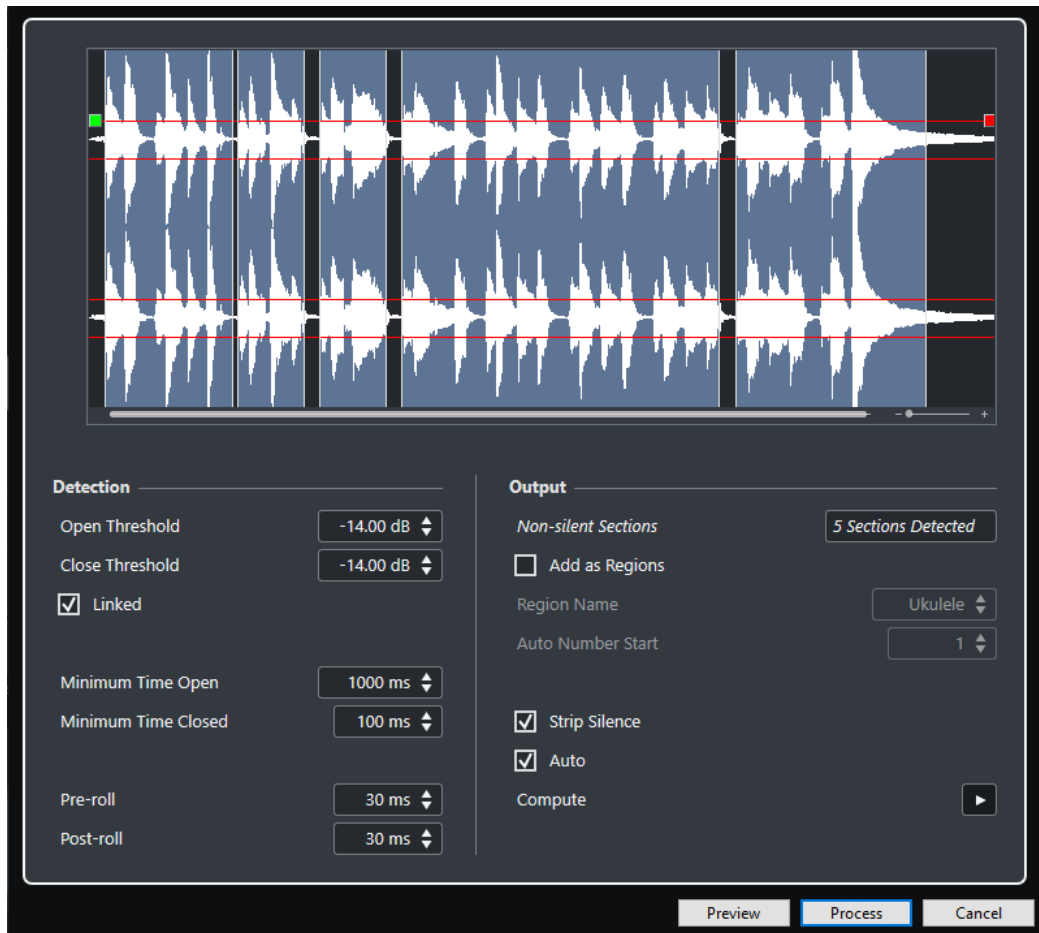 - +
Detection
Open Threshold -14.00 dB
Close Threshold -14.00 dB
Linked
Minimum Time Open 1000 ms
Minimum Time Closed 100 ms
Pre-roll 30 ms
Post-roll 30 ms
Output
Non-silent Sections 5 Sections Detected
Add as Regions
Region Name Ukulele
Auto Number Start 1
Strip Silence
Auto
Compute
Preview Process Cancel